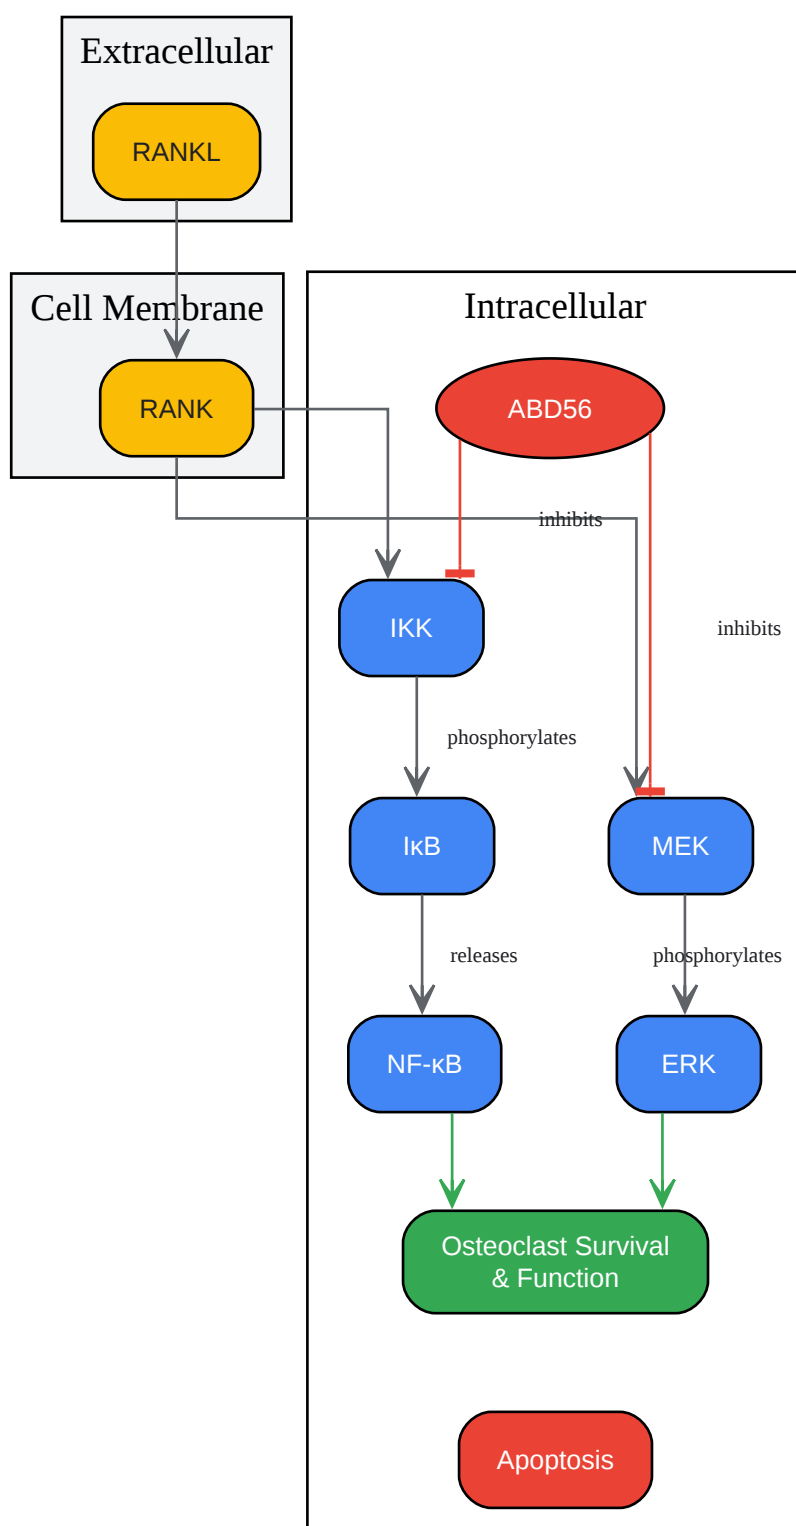 Extracellular
RANKL
Cell Membrane
Intracellular
RANK
ABD56
inhibits
IKK
inhibits
phosphorylates
IκB
MEK
releases
phosphorylates
NF-κB
ERK
Osteoclast Survival
& Function
Apoptosis